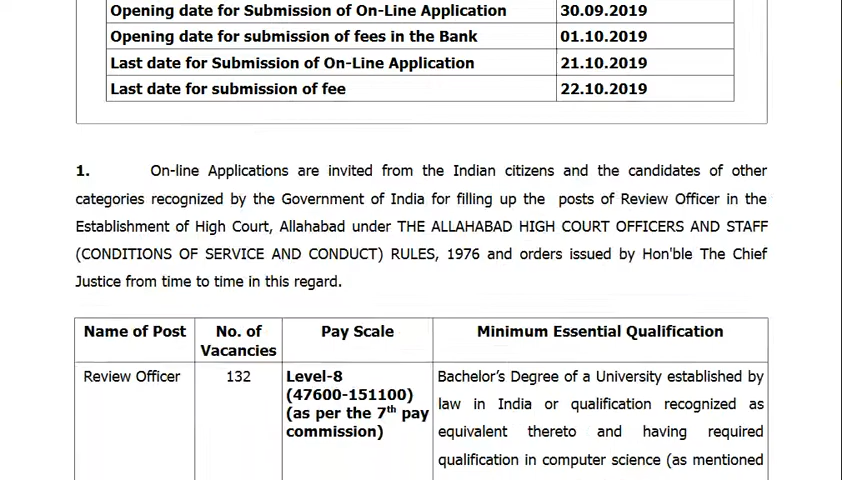 Opening date for Submission of On-Line Application 30.09.2019
Opening date for submission of fees in the Bank 01.10.2019
Last date for Submission of On-Line Application 21.10.2019
Last date for submission of fee 22.10.2019
1. On-line Applications are invited from the Indian citizens and the candidates of other
categories recognized by the Government of India for filling up the posts of Review Officer in the
Establishment of High Court, Allahabad under THE ALLAHABAD HIGH COURT OFFICERS AND STAFF
(CONDITIONS OF SERVICE AND CONDUCT) RULES, 1976 and orders issued by Hon'ble The Chief
Justice from time to time in this regard.
Name of Post No. of Vacancies Pay Scale Minimum Essential Qualification
Review Officer 132
Level-8
(47600-151100)
(as per the 7th pay
commission)
Bachelor's Degree of a University established by
law in India or qualification recognized as
equivalent thereto and having required
qualification in computer science (as mentioned